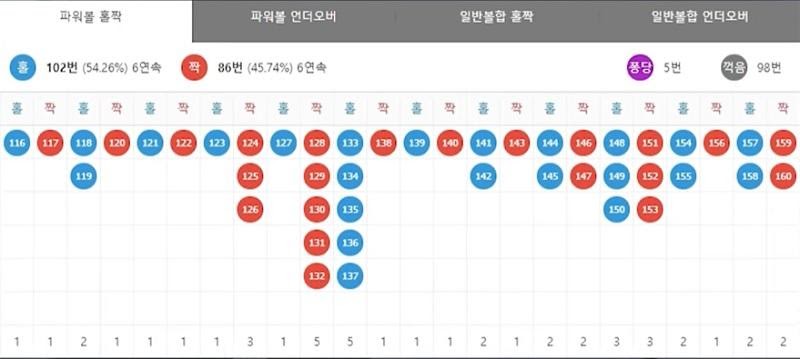 파워볼 홀짝 파워볼 언더오버 일반볼합 홀짝 일반볼합 언더오버
홀 102번 (54.26%) 6연속 짝 86번 (45.74%) 6연속 퐁당 5번 꺽음 98번
홀 짝 홀 짝 홀 짝 홀 짝 홀 짝 홀 짝 홀 짝 홀 짝 홀 짝 홀 짝 홀 짝 홀 짝
116 117 118 120 121 122 123 124 127 128 133 138 139 140 141 143 144 146 148 151 154 156 157 159
119 125 129 134 142 145 147 149 152 155 158 160
126 130 135 150 153
131 136
132 137
1 1 2 1 1 1 1 3 1 5 5 1 1 1 2 1 2 2 3 3 2 1 2 2